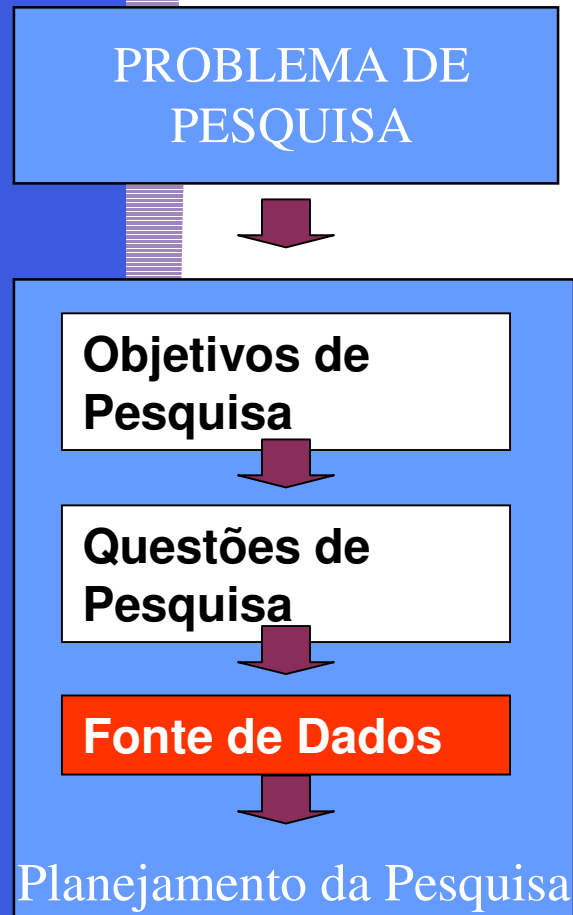 PROBLEMA DE
PESQUISA
Objetivos de
Pesquisa
Questões de
Pesquisa
Fonte de Dados
Planejamento da Pesquisa